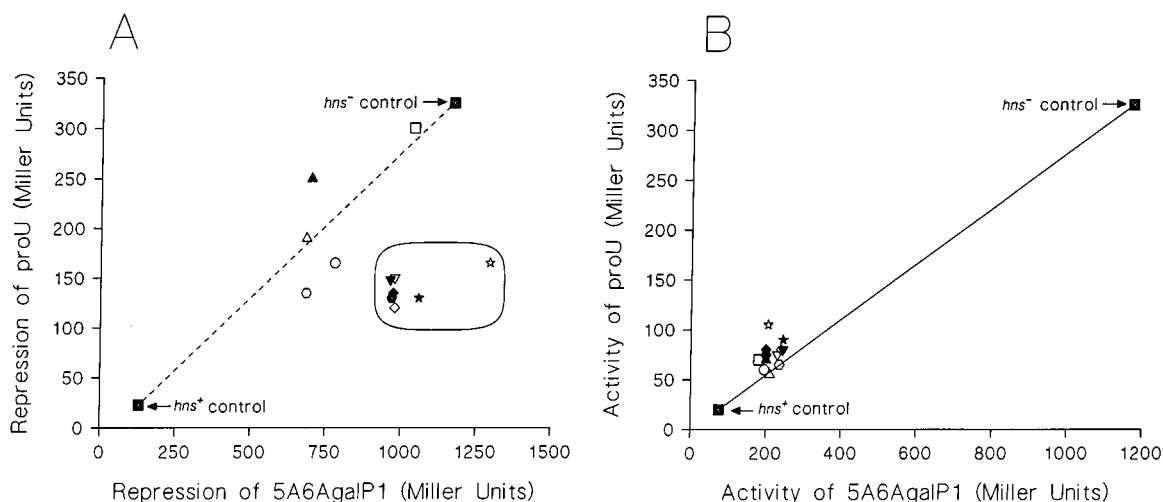 A
Repression of proU (Miller Units)
350
300
250
200
150
100
50
0
hns⁻ control
hns⁺ control
0 250 500 750 1000 1250 1500
Repression of 5A6AgalP1 (Miller Units)
B
Activity of proU (Miller Units)
350
300
250
200
150
100
50
0
hns⁻ control
hns⁺ control
0 200 400 600 800 1000 1200
Activity of 5A6AgalP1 (Miller Units)